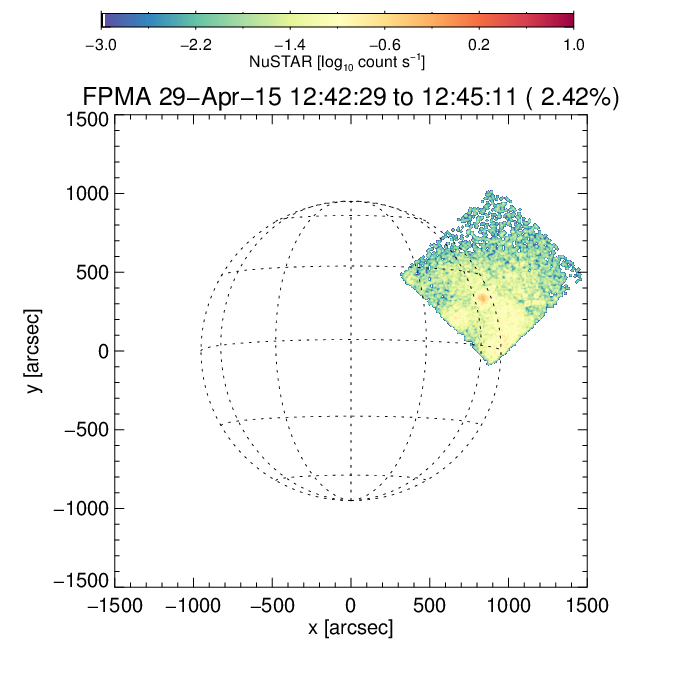 −3.0 −2.2 −1.4 −0.6 0.2 1.0
NuSTAR [log₁₀ count s⁻¹]
FPMA 29−Apr−15 12:42:29 to 12:45:11 ( 2.42%)
1500
1000
500
0
−500
−1000
−1500
y [arcsec]
−1500 −1000 −500 0 500 1000 1500
x [arcsec]